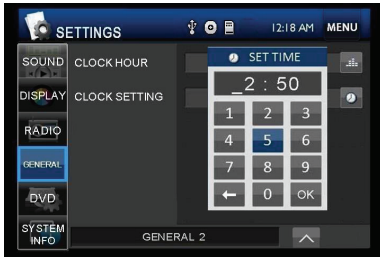 SETTINGS
12:18 AM MENU
SOUND
DISPLAY
RADIO
GENERAL
DVD
SYSTEM
INFO
CLOCK HOUR
CLOCK SETTING
SET TIME
_2 : 50
1 2 3
4 5 6
7 8 9
← 0 OK
GENERAL 2